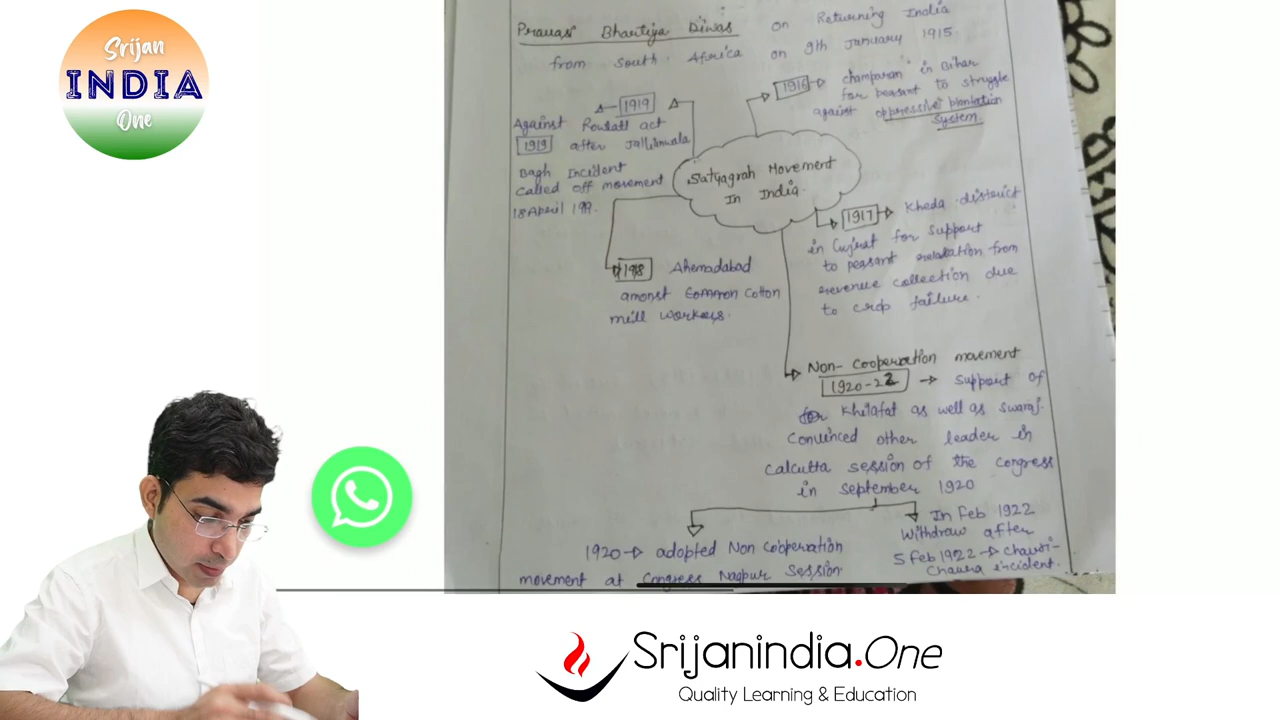 Srijan
INDIA
One
Pravasi Bhartiya Diwas on Returning India
from South Africa on 9th January 1915
1919
Against Rowlatt act
1919 after Jallianwala
Bagh Incident
called off movement
18 April
1916 champaran in Bihar
for peasant to struggle
against oppressive plantation
system.
Satyagrah Movement
In India.
1917 Kheda district
in Gujrat for support
to peasant relaxation from
revenue collection due
to crop failure.
1918 Ahemadabad
amonst Common Cotton
mill workers.
Non-cooperation movement
1920-22 → support of
Khilafat as well as swaraj.
Convinced other leader in
Calcutta session of the congress
in september 1920
1920 → adopted Non Cooperation
movement at Congress Nagpur Session
In Feb 1922
Withdraw after
5 Feb 1922 → chauri-
Chaura incident.
Srijanindia.One
Quality Learning & Education